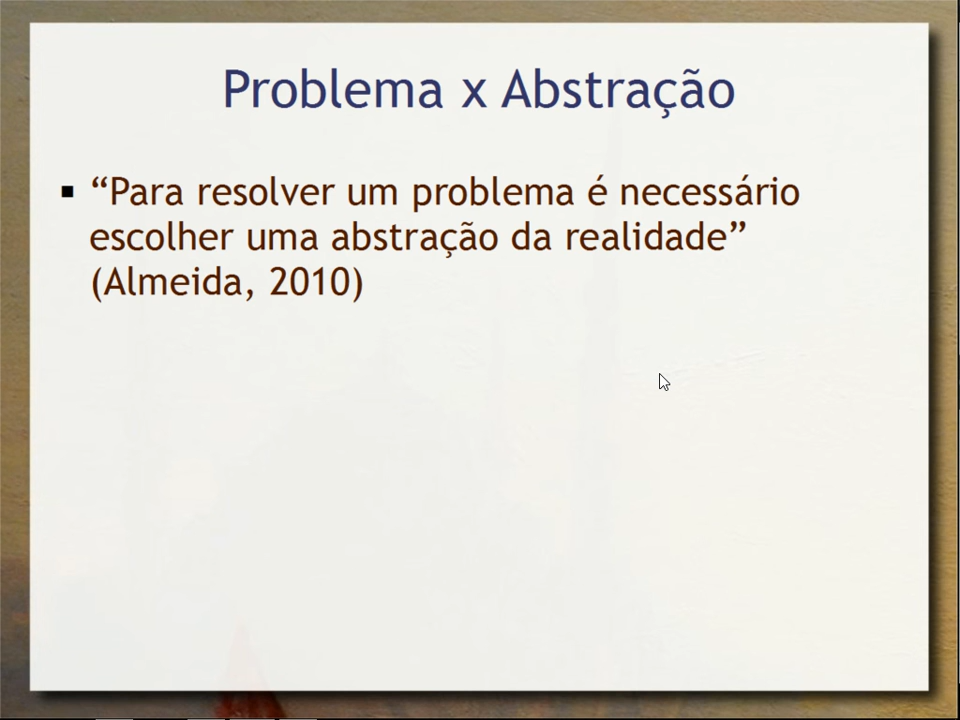 Problema x Abstração
“Para resolver um problema é necessário
escolher uma abstração da realidade”
(Almeida, 2010)